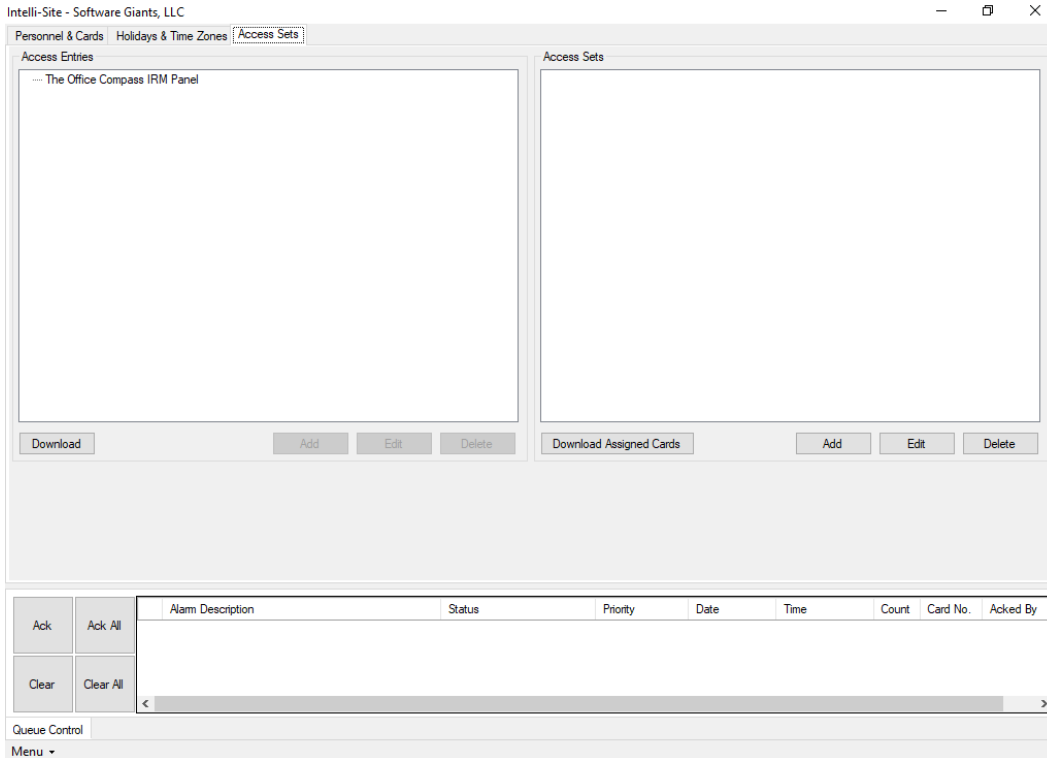 Intelli-Site - Software Giants, LLC
Personnel & Cards Holidays & Time Zones Access Sets
Access Entries
The Office Compass IRM Panel
Download Add Edit Delete
Access Sets
Download Assigned Cards Add Edit Delete
Ack Ack All
Clear Clear All
Alarm Description Status Priority Date Time Count Card No. Acked By
Queue Control
Menu